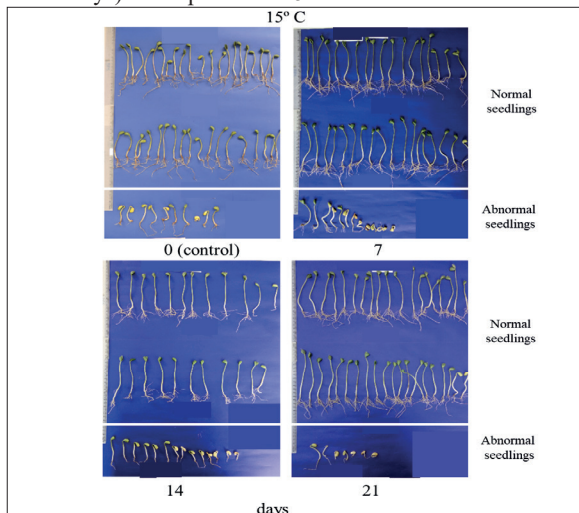 15º C
Normal
seedlings
Abnormal
seedlings
0 (control)
7
Normal
seedlings
Abnormal
seedlings
14
21
days